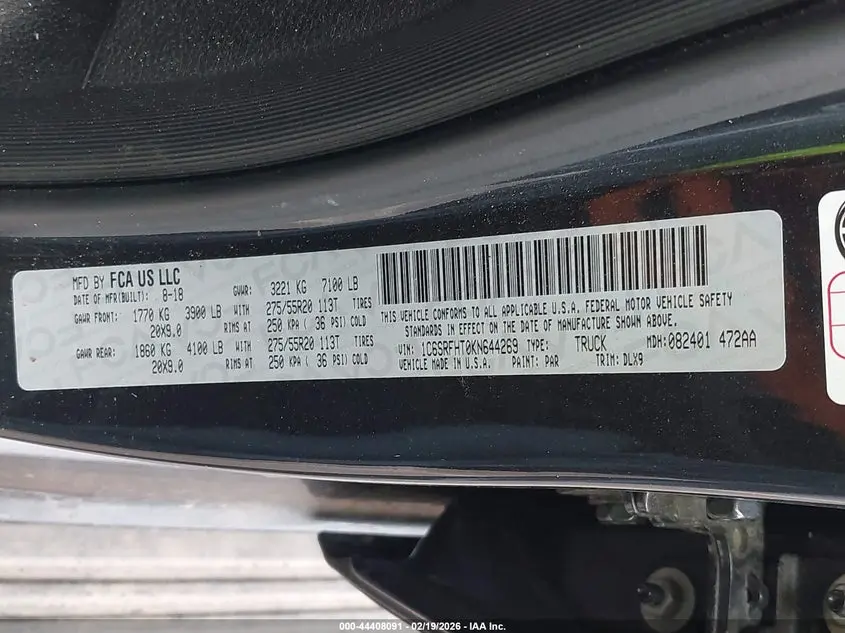 MFD BY FCA US LLC
DATE OF MFR(BUILT): 8-18 GVWR: 3221 KG 7100 LB
GAWR FRONT: 1770 KG 3900 LB WITH 275/55R20 113T TIRES
20X9.0 RIMS AT 250 KPA ( 36 PSI) COLD
GAWR REAR: 1860 KG 4100 LB WITH 275/55R20 113T TIRES
20X9.0 RIMS AT 250 KPA ( 36 PSI) COLD
THIS VEHICLE CONFORMS TO ALL APPLICABLE U.S.A. FEDERAL MOTOR VEHICLE SAFETY
STANDARDS IN EFFECT ON THE DATE OF MANUFACTURE SHOWN ABOVE.
VIN: 1C6SRFHT0KN644269 TYPE: TRUCK MDH: 082401 472AA
VEHICLE MADE IN U.S.A. PAINT: PAR TRIM: DLX9
000-44408091 - 02/19/2026 - IAA Inc.